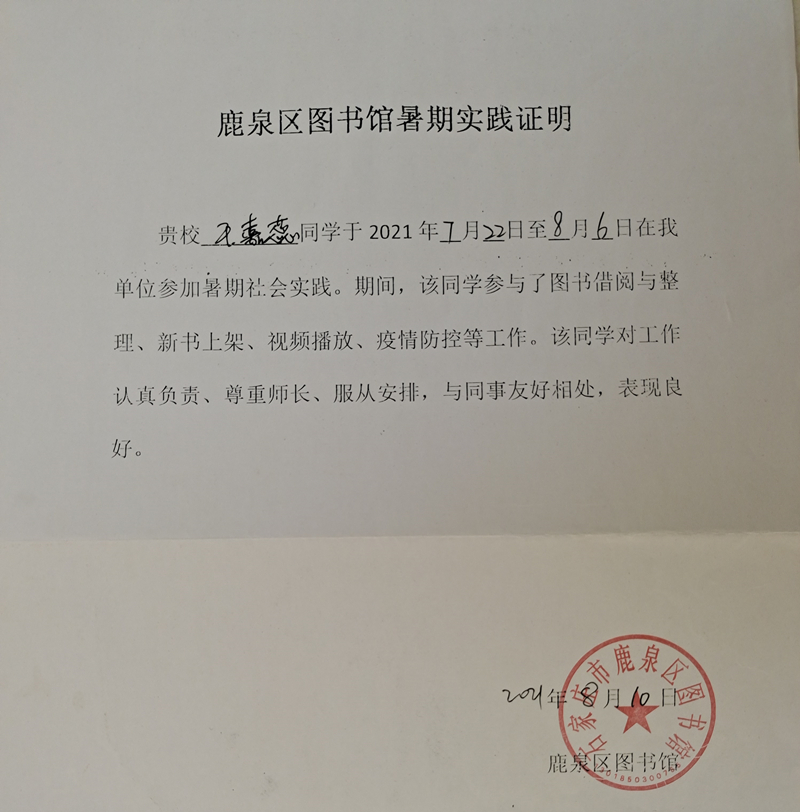 鹿泉区图书馆暑期实践证明
贵校王嘉蕊同学于2021年7月22日至8月6日在我
单位参加暑期社会实践。期间，该同学参与了图书借阅与整
理、新书上架、视频播放、疫情防控等工作。该同学对工作
认真负责、尊重师长、服从安排，与同事友好相处，表现良
好。
石家庄市鹿泉区图书馆
2021年8月10日
鹿泉区图书馆